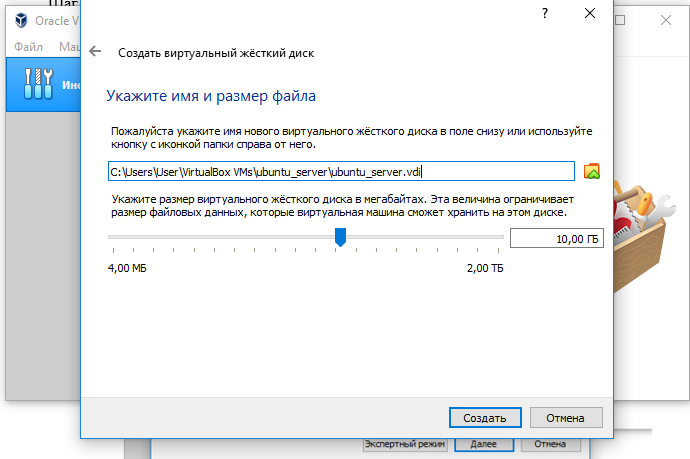 Шаг
Oracle V
Файл
Маш
Инс
?
Создать виртуальный жёсткий диск
Укажите имя и размер файла
Пожалуйста укажите имя нового виртуального жёсткого диска в поле снизу или используйте
кнопку с иконкой папки справа от него.
C:\Users\User\VirtualBox VMs\ubuntu_server\ubuntu_server.vdi
Укажите размер виртуального жёсткого диска в мегабайтах. Эта величина ограничивает
размер файловых данных, которые виртуальная машина сможет хранить на этом диске.
10,00 ГБ
4,00 МБ
2,00 ТБ
Создать
Отмена
Экспертный режим
Далее
Отмена